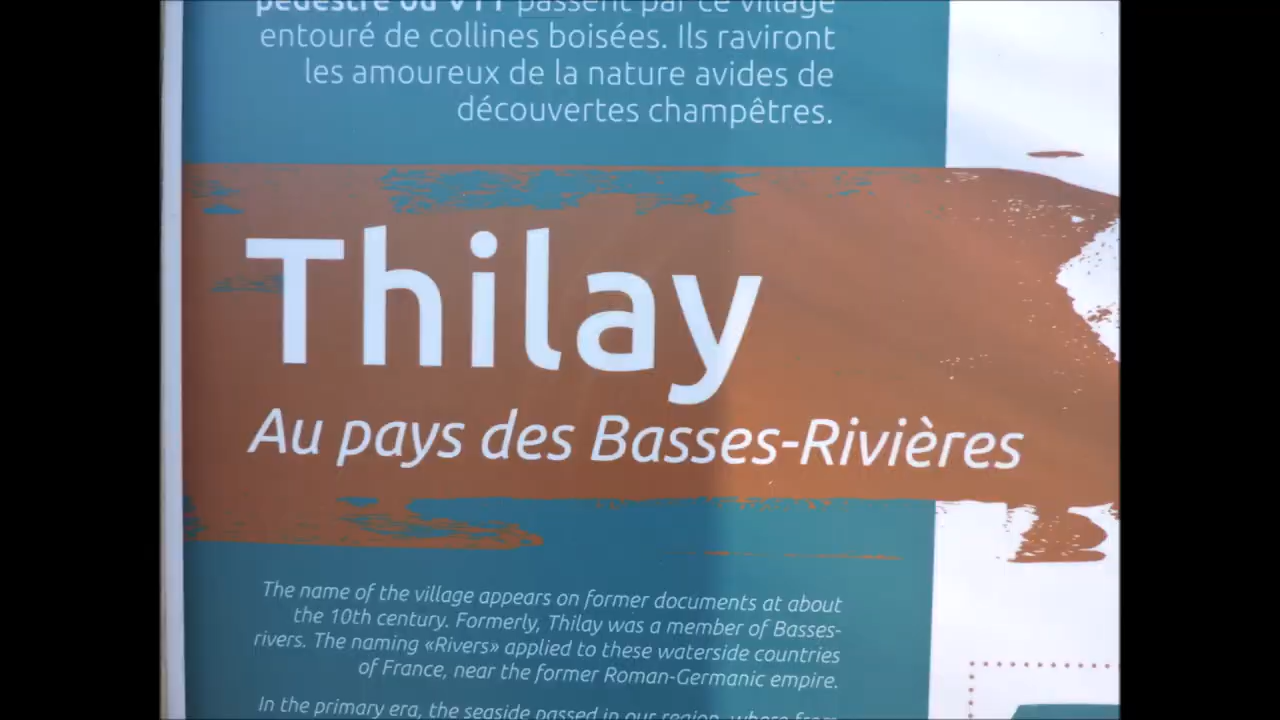 pédestre ou VTT passent par ce village
entouré de collines boisées. Ils raviront
les amoureux de la nature avides de
découvertes champêtres.
Thilay
Au pays des Basses-Rivières
The name of the village appears on former documents at about
the 10th century. Formerly, Thilay was a member of Basses-
rivers. The naming «Rivers» applied to these waterside countries
of France, near the former Roman-Germanic empire.
In the primary era, the seaside passed in our region, where from